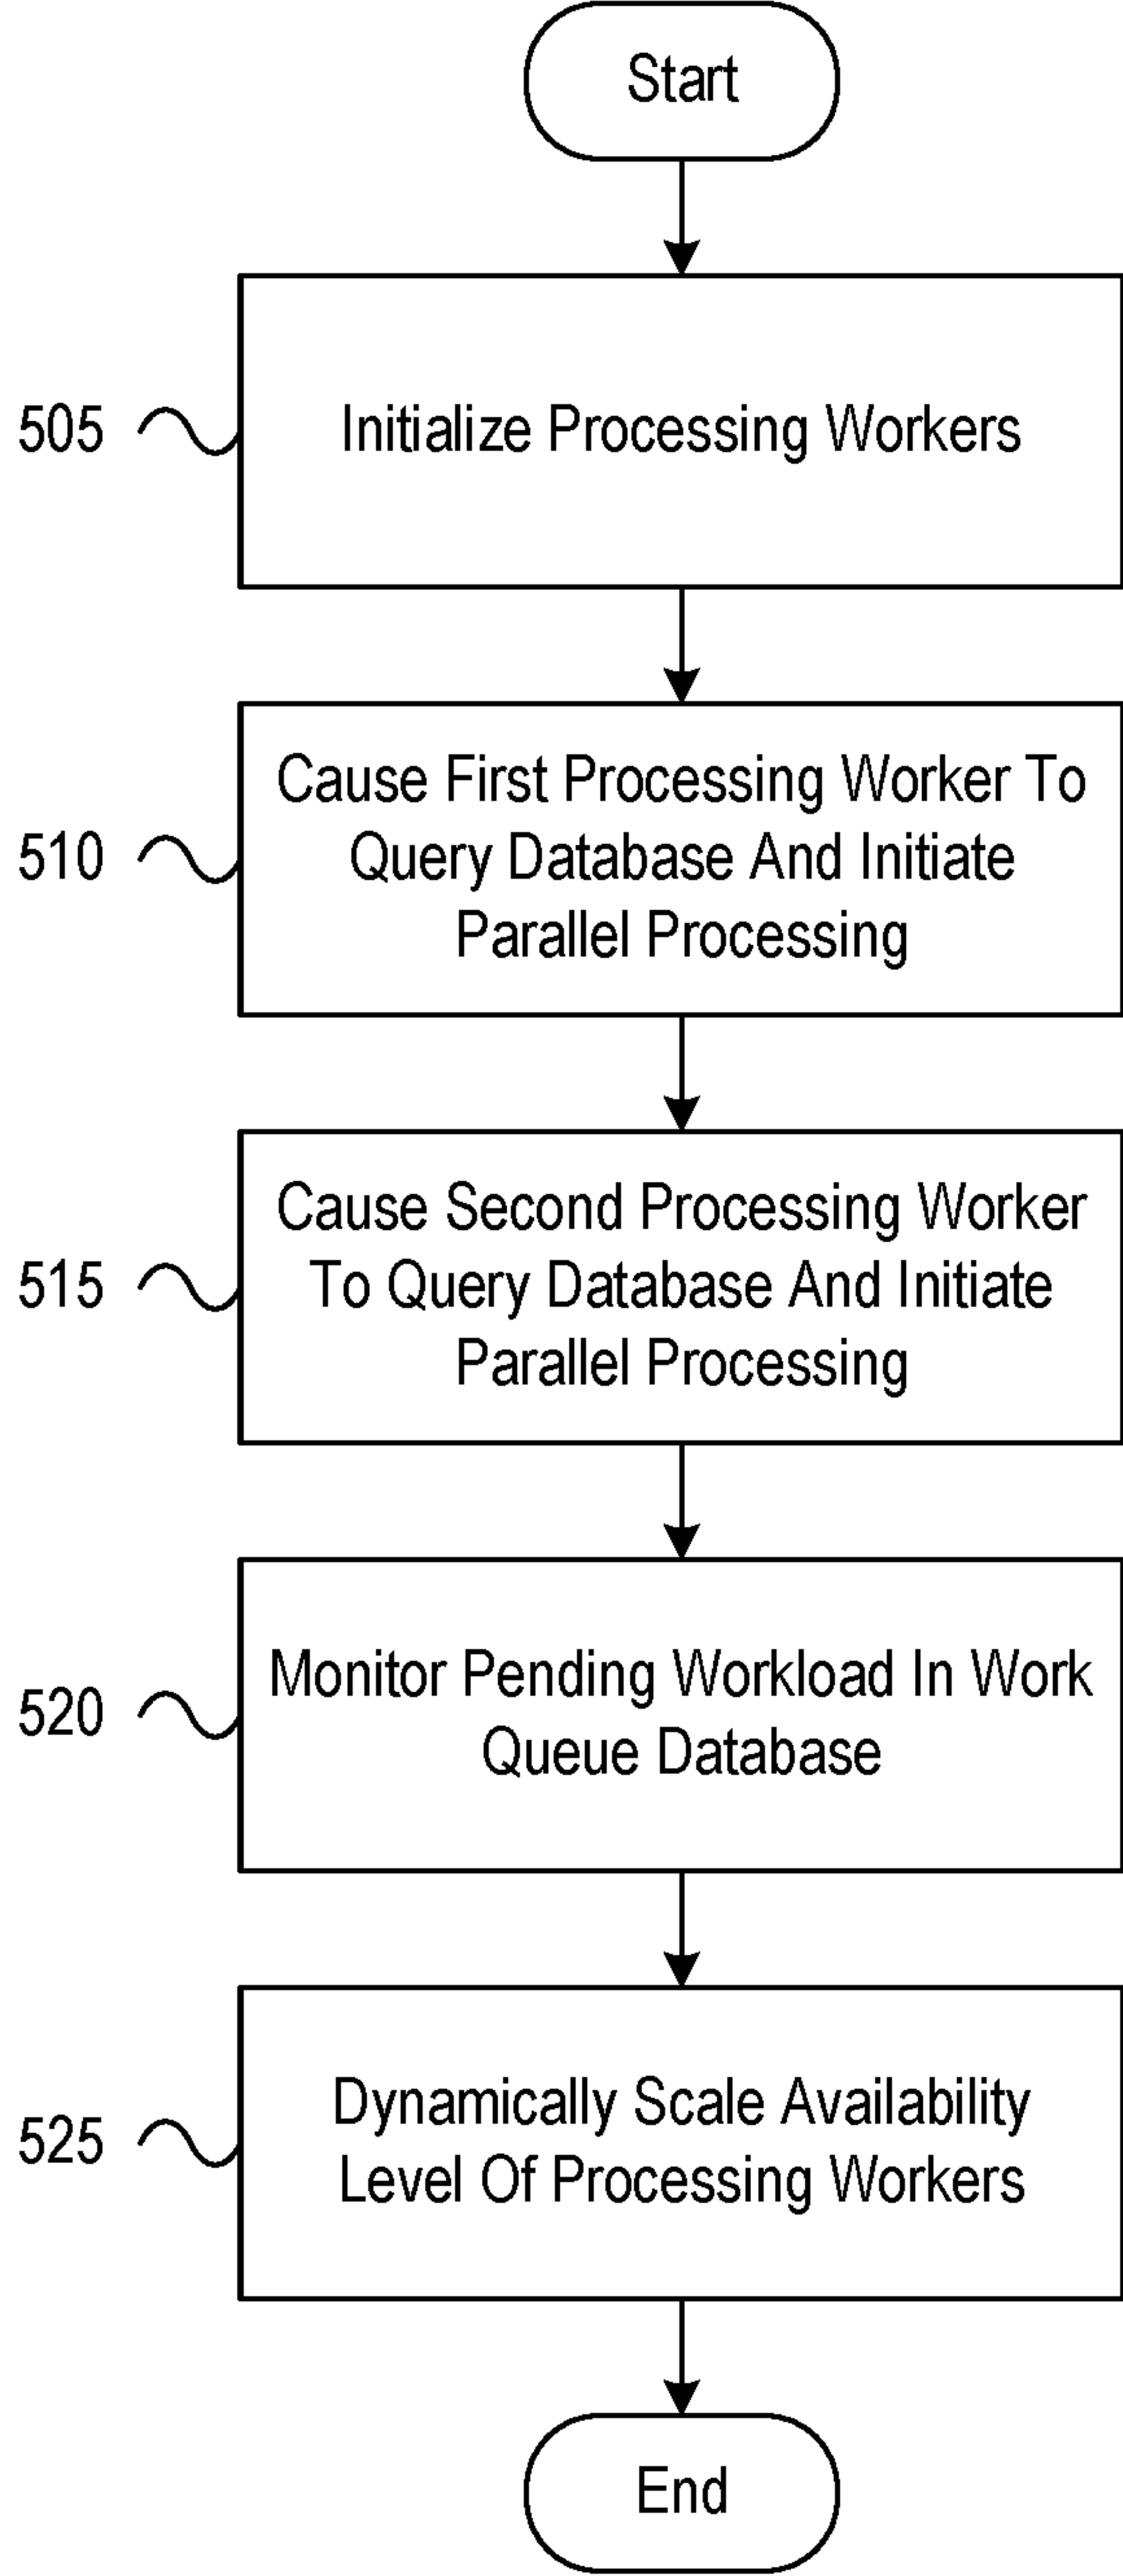 Start
505
Initialize Processing Workers
510
Cause First Processing Worker To
Query Database And Initiate
Parallel Processing
515
Cause Second Processing Worker
To Query Database And Initiate
Parallel Processing
520
Monitor Pending Workload In Work
Queue Database
525
Dynamically Scale Availability
Level Of Processing Workers
End